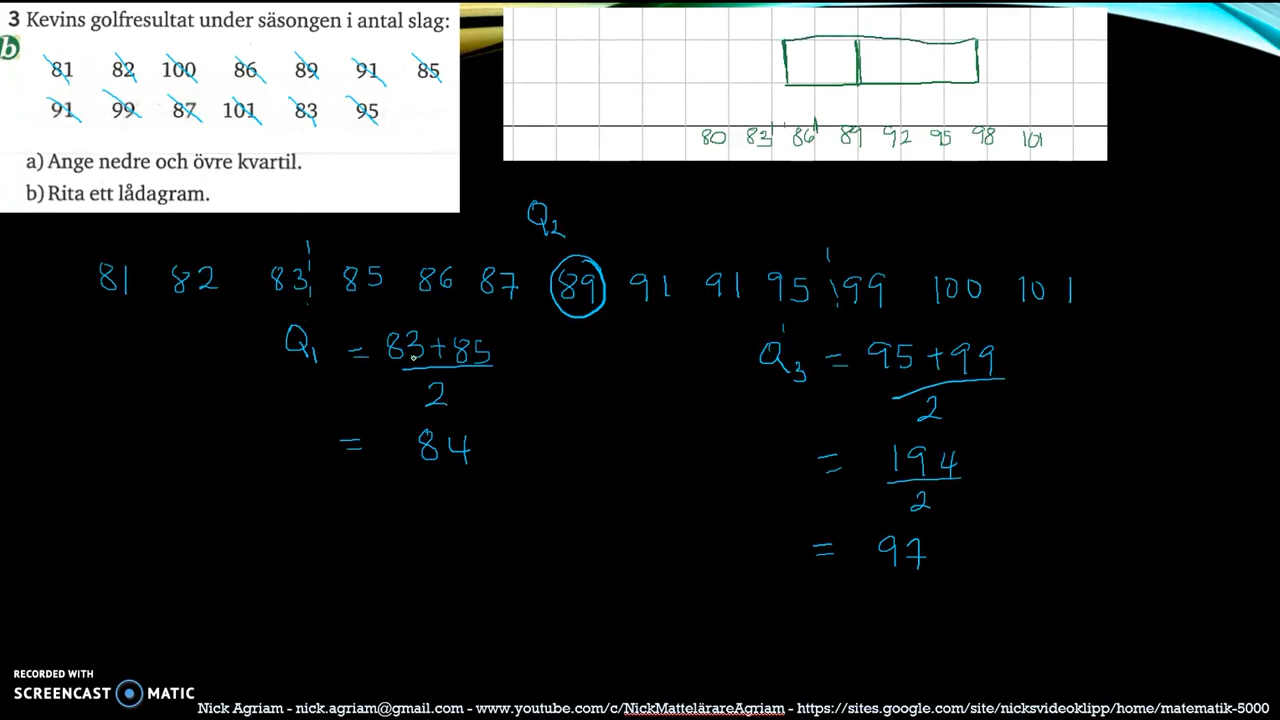 3 Kevins golfresultat under säsongen i antal slag:
b
81 82 100 86 89 91 85
91 99 87 101 83 95
a) Ange nedre och övre kvartil.
b) Rita ett lådagram.
80 83 86 89 92 95 98 101
Q2
81 82 83 85 86 87 89 91 91 95 99 100 101
Q1 = 83+85
2
= 84
Q3 = 95+99
2
= 194
2
= 97
RECORDED WITH
SCREENCAST MATIC
Nick Agriam - nick.agriam@gmail.com - www.youtube.com/c/NickMattelärareAgriam - https://sites.google.com/site/nicksvideoklipp/home/matematik-5000